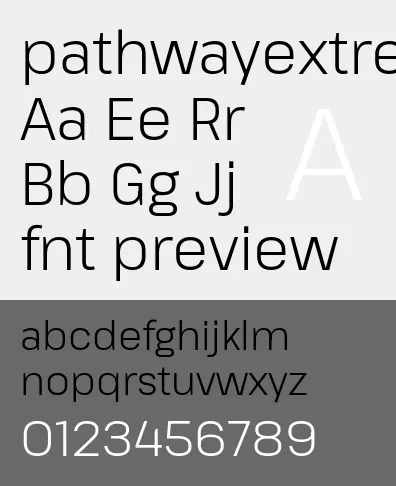 pathwayextre
Aa Ee Rr
A
Bb Gg Jj
fnt preview
abcdefghijklm
nopqrstuvwxyz
0123456789